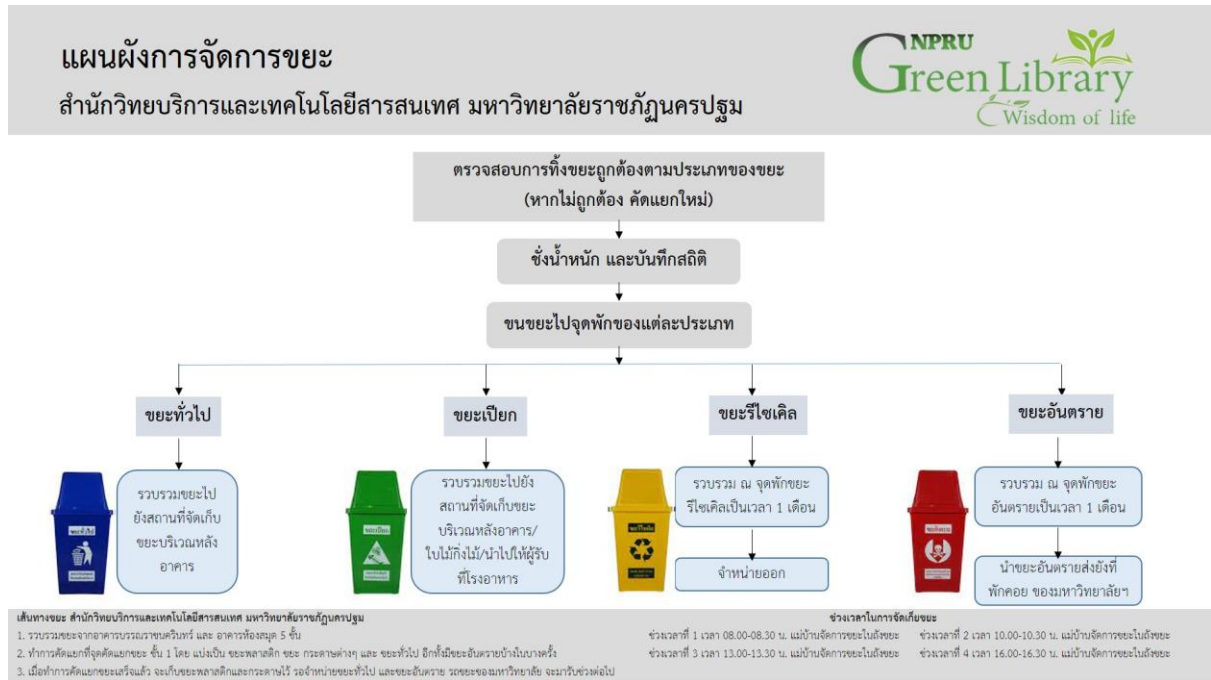 แผนผังการจัดการขยะ
สำนักวิทยบริการและเทคโนโลยีสารสนเทศ มหาวิทยาลัยราชภัฏนครปฐม
NPRU
Green Library
Wisdom of life
ตรวจสอบการทิ้งขยะถูกต้องตามประเภทของขยะ
(หากไม่ถูกต้อง คัดแยกใหม่)
ชั่งน้ำหนัก และบันทึกสถิติ
ขนขยะไปจุดพักของแต่ละประเภท
ขยะทั่วไป
ขยะเปียก
ขยะรีไซเคิล
ขยะอันตราย
รวบรวมขยะไป
ยังสถานที่จัดเก็บ
ขยะบริเวณหลัง
อาคาร
รวบรวมขยะไปยัง
สถานที่จัดเก็บขยะ
บริเวณหลังอาคาร/
ใบไม้กิ่งไม้/นำไปให้ผู้รับ
ที่โรงอาหาร
รวบรวม ณ จุดพักขยะ
รีไซเคิลเป็นเวลา 1 เดือน
จำหน่ายออก
รวบรวม ณ จุดพักขยะ
อันตรายเป็นเวลา 1 เดือน
นำขยะอันตรายส่งยังที่
พักคอย ของมหาวิทยาลัยฯ
ขยะทั่วไป
ขยะเปียก
ขยะรีไซเคิล
ขยะอันตราย
เส้นทางขยะ สำนักวิทยบริการและเทคโนโลยีสารสนเทศ มหาวิทยาลัยราชภัฏนครปฐม
1. รวบรวมขยะจากอาคารบรรณราชนครินทร์ และ อาคารห้องสมุด 5 ชั้น
2. ทำการคัดแยกที่จุดคัดแยกขยะ ชั้น 1 โดย แบ่งเป็น ขยะพลาสติก ขยะ กระดาษต่างๆ และ ขยะทั่วไป อีกทั้งมีขยะอันตรายบ้างในบางครั้ง
3. เมื่อทำการคัดแยกขยะเสร็จแล้ว จะเก็บขยะพลาสติกและกระดาษไว้ รอจำหน่ายขยะทั่วไป และขยะอันตราย รถขยะของมหาวิทยาลัย จะมารับช่วงต่อไป
ช่วงเวลาในการจัดเก็บขยะ
ช่วงเวลาที่ 1 เวลา 08.00-08.30 น. แม่บ้านจัดการขยะในถังขยะ ช่วงเวลาที่ 2 เวลา 10.00-10.30 น. แม่บ้านจัดการขยะในถังขยะ
ช่วงเวลาที่ 3 เวลา 13.00-13.30 น. แม่บ้านจัดการขยะในถังขยะ ช่วงเวลาที่ 4 เวลา 16.00-16.30 น. แม่บ้านจัดการขยะในถังขยะ